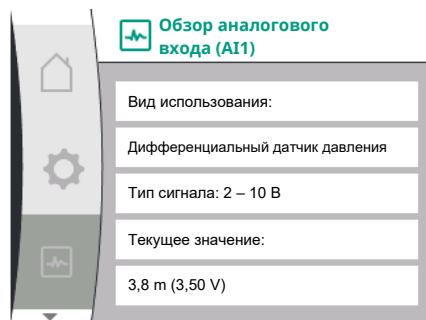 Обзор аналогового
входа (AI1)
Вид использования:
Дифференциальный датчик давления
Тип сигнала: 2 – 10 В
Текущее значение:
3,8 m (3,50 V)